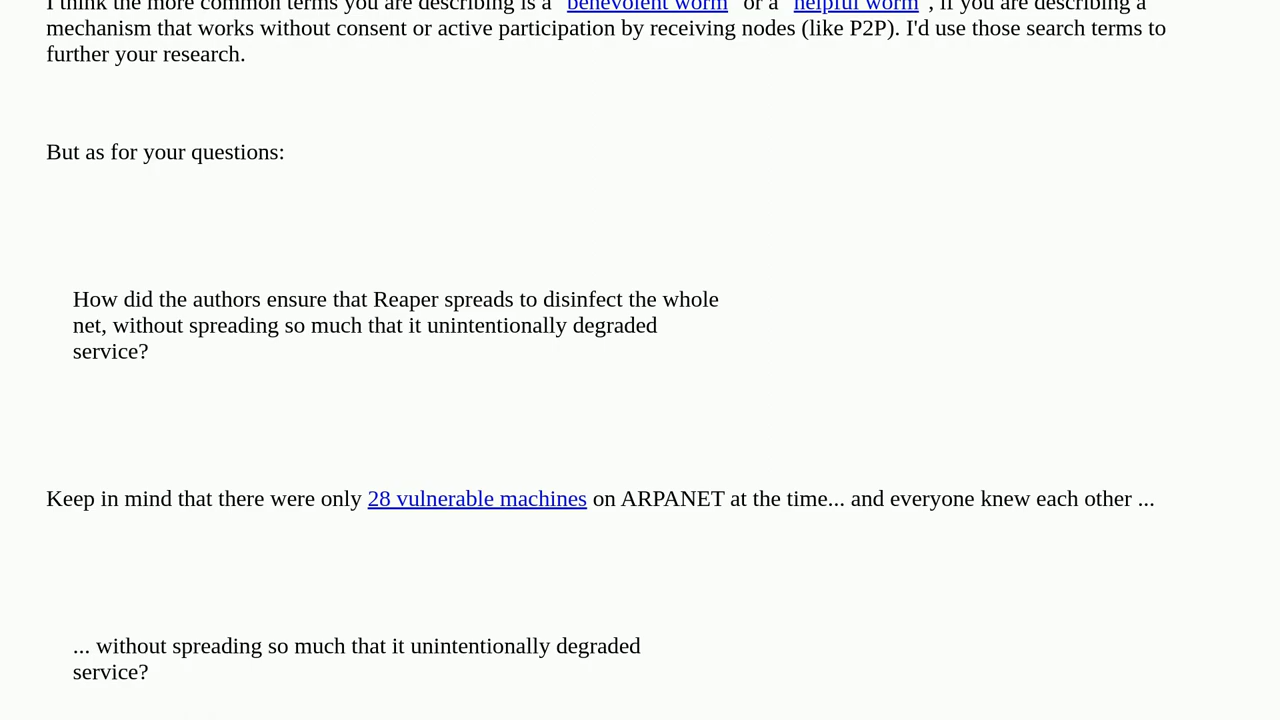 I think the more common terms you are describing is a "benevolent worm" or a "helpful worm", if you are describing a
mechanism that works without consent or active participation by receiving nodes (like P2P). I'd use those search terms to
further your research.
But as for your questions:
How did the authors ensure that Reaper spreads to disinfect the whole
net, without spreading so much that it unintentionally degraded
service?
Keep in mind that there were only 28 vulnerable machines on ARPANET at the time... and everyone knew each other ...
... without spreading so much that it unintentionally degraded
service?